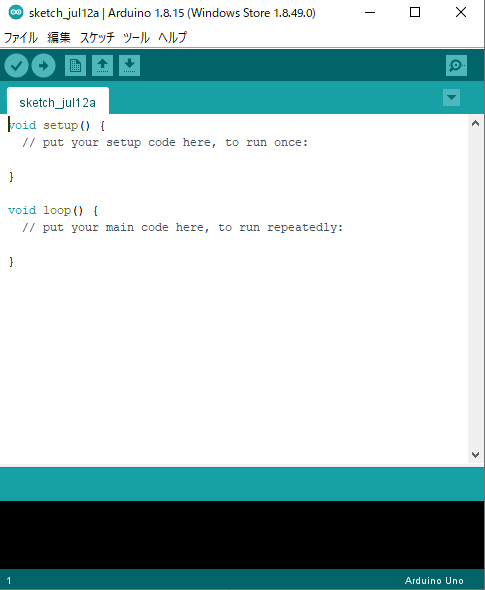 sketch_jul12a | Arduino 1.8.15 (Windows Store 1.8.49.0)
ファイル 編集 スケッチ ツール ヘルプ
sketch_jul12a
void setup() {
  // put your setup code here, to run once:
}
void loop() {
  // put your main code here, to run repeatedly:
}
1 Arduino Uno